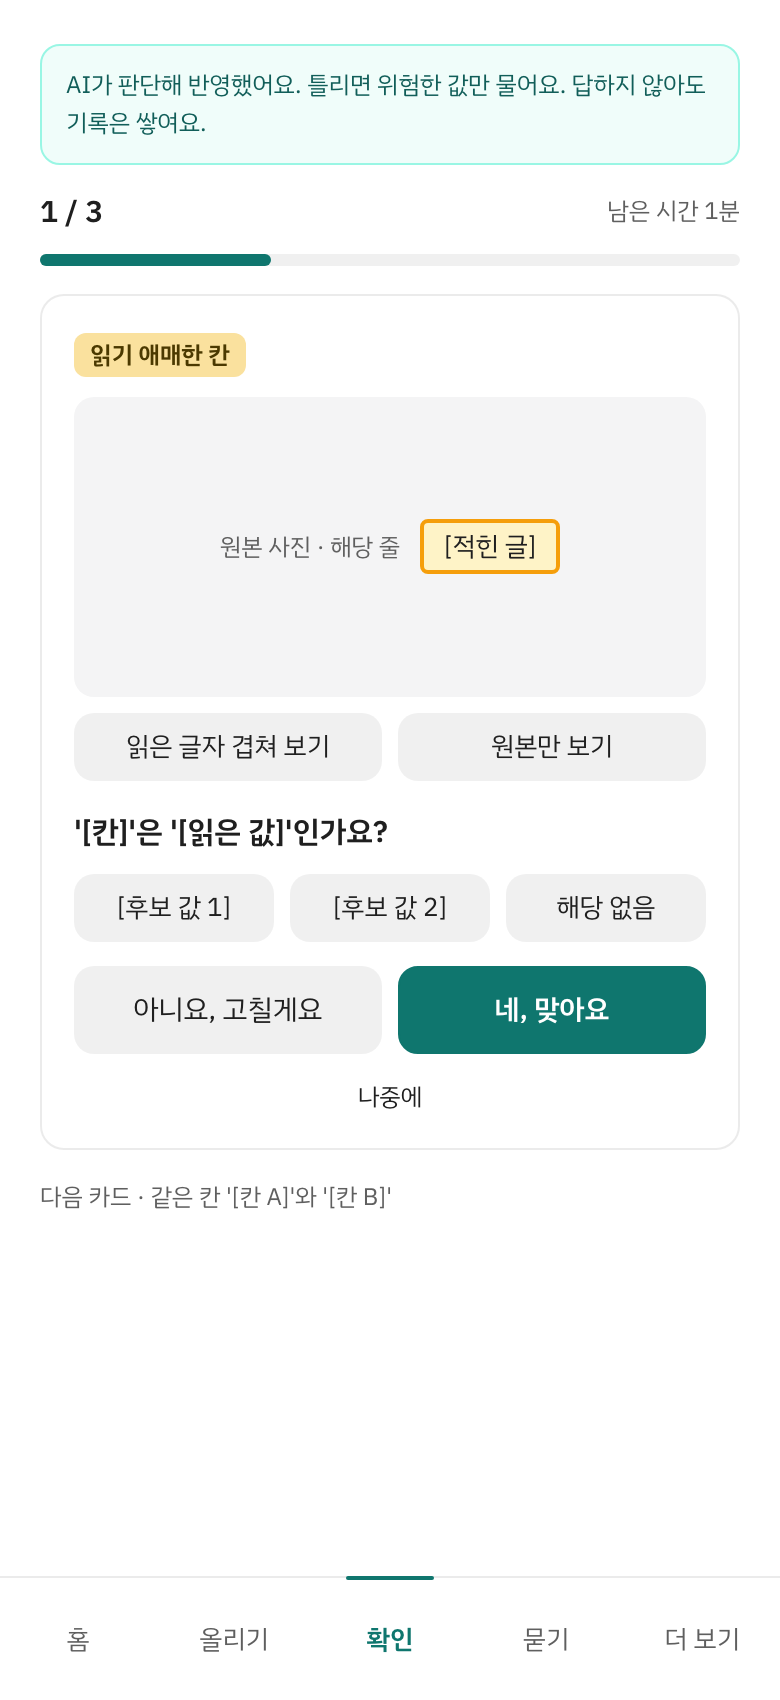 AI가 판단해 반영했어요. 틀리면 위험한 값만 물어요. 답하지 않아도
기록은 쌓여요.
1 / 3
남은 시간 1분
읽기 애매한 칸
원본 사진 · 해당 줄
[적힌 글]
읽은 글자 겹쳐 보기
원본만 보기
'[칸]'은 '[읽은 값]'인가요?
[후보 값 1]
[후보 값 2]
해당 없음
아니요, 고칠게요
네, 맞아요
나중에
다음 카드 · 같은 칸 '[칸 A]'와 '[칸 B]'
홈
올리기
확인
묻기
더 보기